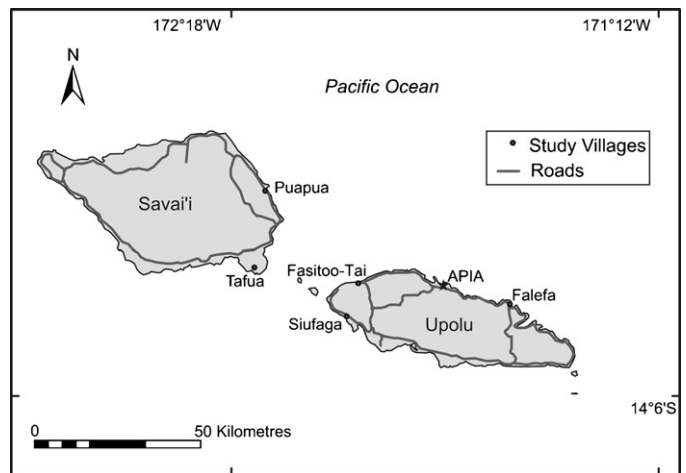 172°18'W
171°12'W
N
Pacific Ocean
Study Villages
Roads
Puapua
Savai'i
Tafua
Fasitoo-Tai
APIA
Falefa
Siufaga
Upolu
14°6'S
0
50 Kilometres